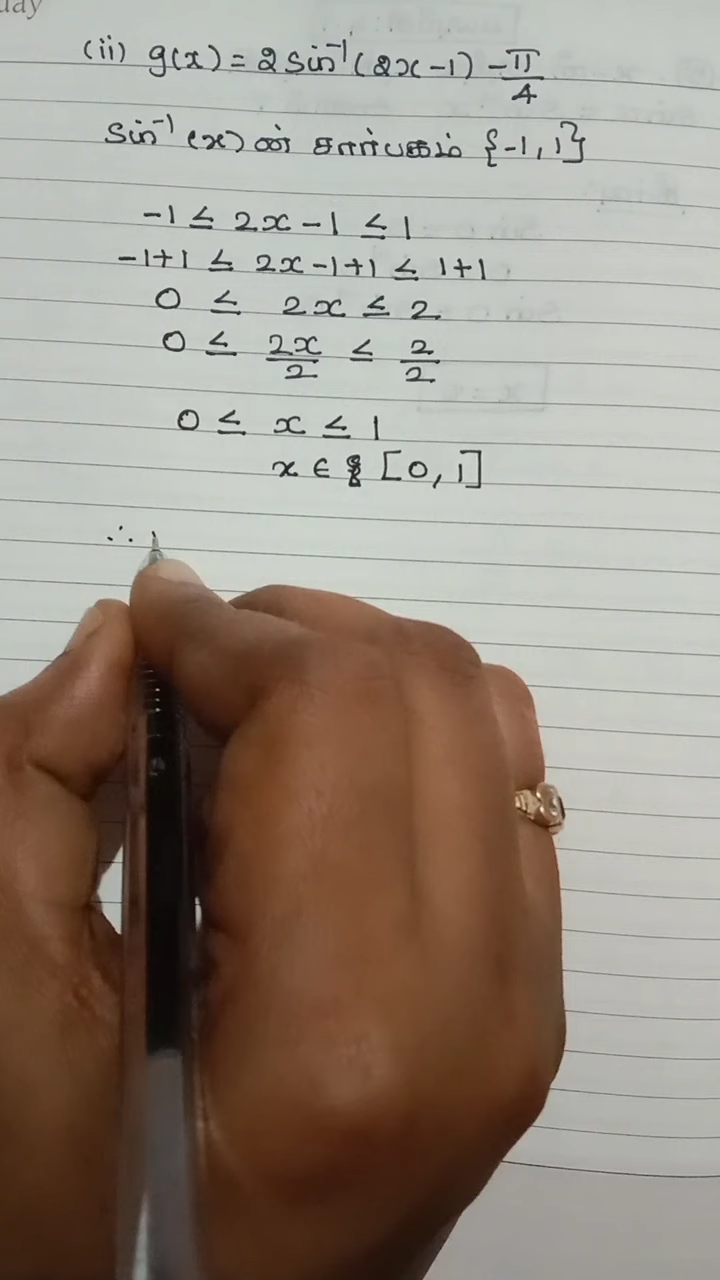 day
(ii) g(x) = 2 sin⁻¹ (2x - 1) - π/4
sin⁻¹ (x) ன் சார்பகம் {-1, 1}
-1 ≤ 2x - 1 ≤ 1
-1+1 ≤ 2x - 1+1 ≤ 1+1
0 ≤ 2x ≤ 2
0 ≤ 2x/2 ≤ 2/2
0 ≤ x ≤ 1
x ∈ [0, 1]
∴